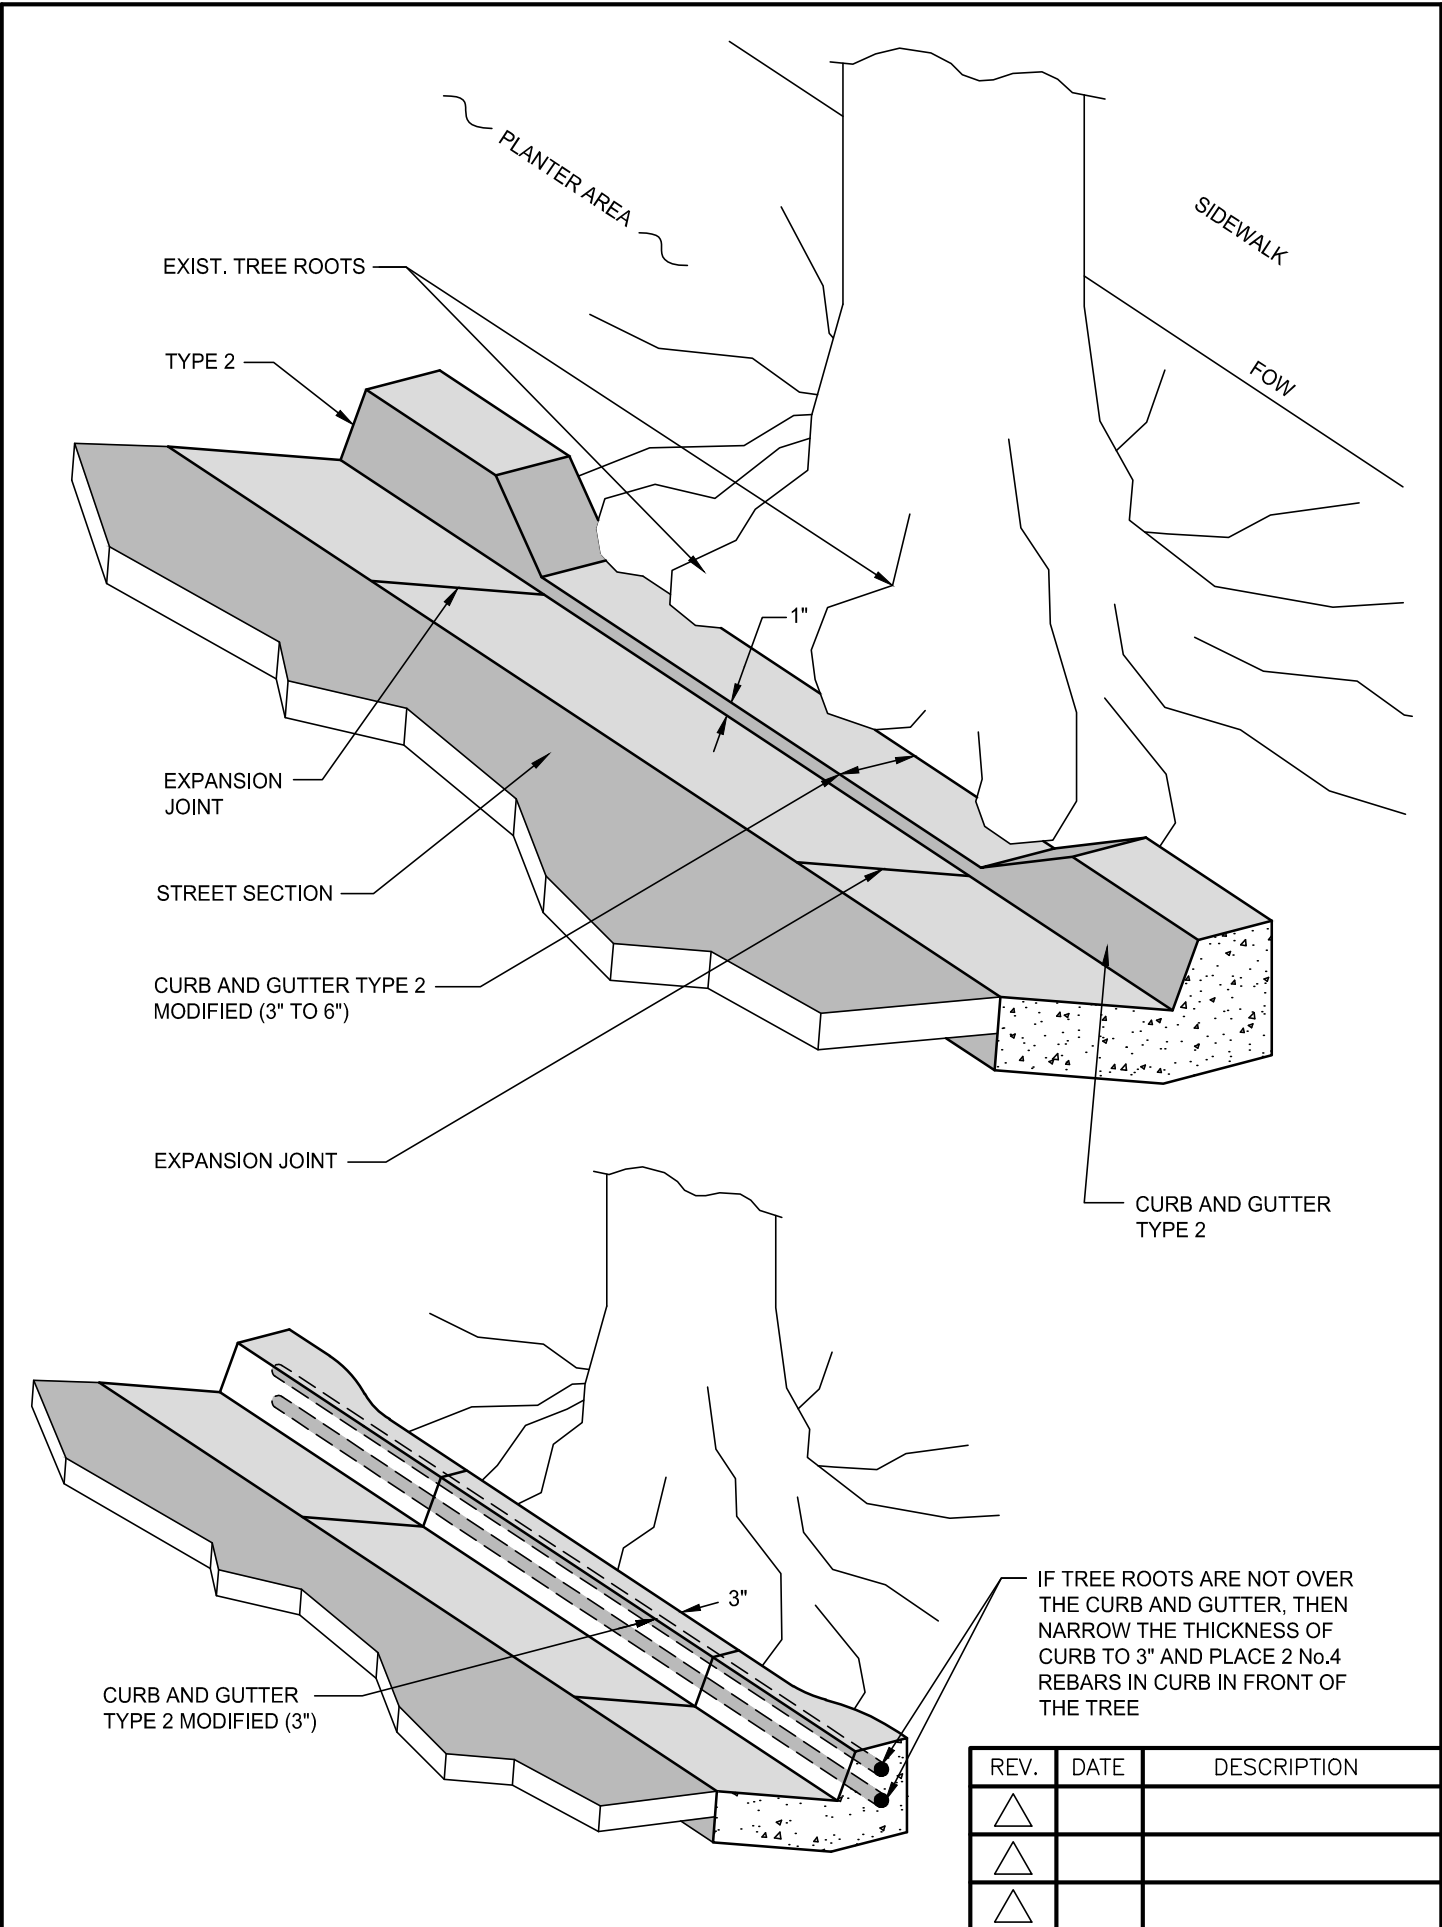 PLANTER AREA
SIDEWALK
EXIST. TREE ROOTS
TYPE 2
FOW
1"
EXPANSION
JOINT
STREET SECTION
CURB AND GUTTER TYPE 2
MODIFIED (3" TO 6")
EXPANSION JOINT
CURB AND GUTTER
TYPE 2
3"
IF TREE ROOTS ARE NOT OVER
THE CURB AND GUTTER, THEN
NARROW THE THICKNESS OF
CURB TO 3" AND PLACE 2 No.4
REBARS IN CURB IN FRONT OF
THE TREE
CURB AND GUTTER
TYPE 2 MODIFIED (3")
REV. DATE DESCRIPTION